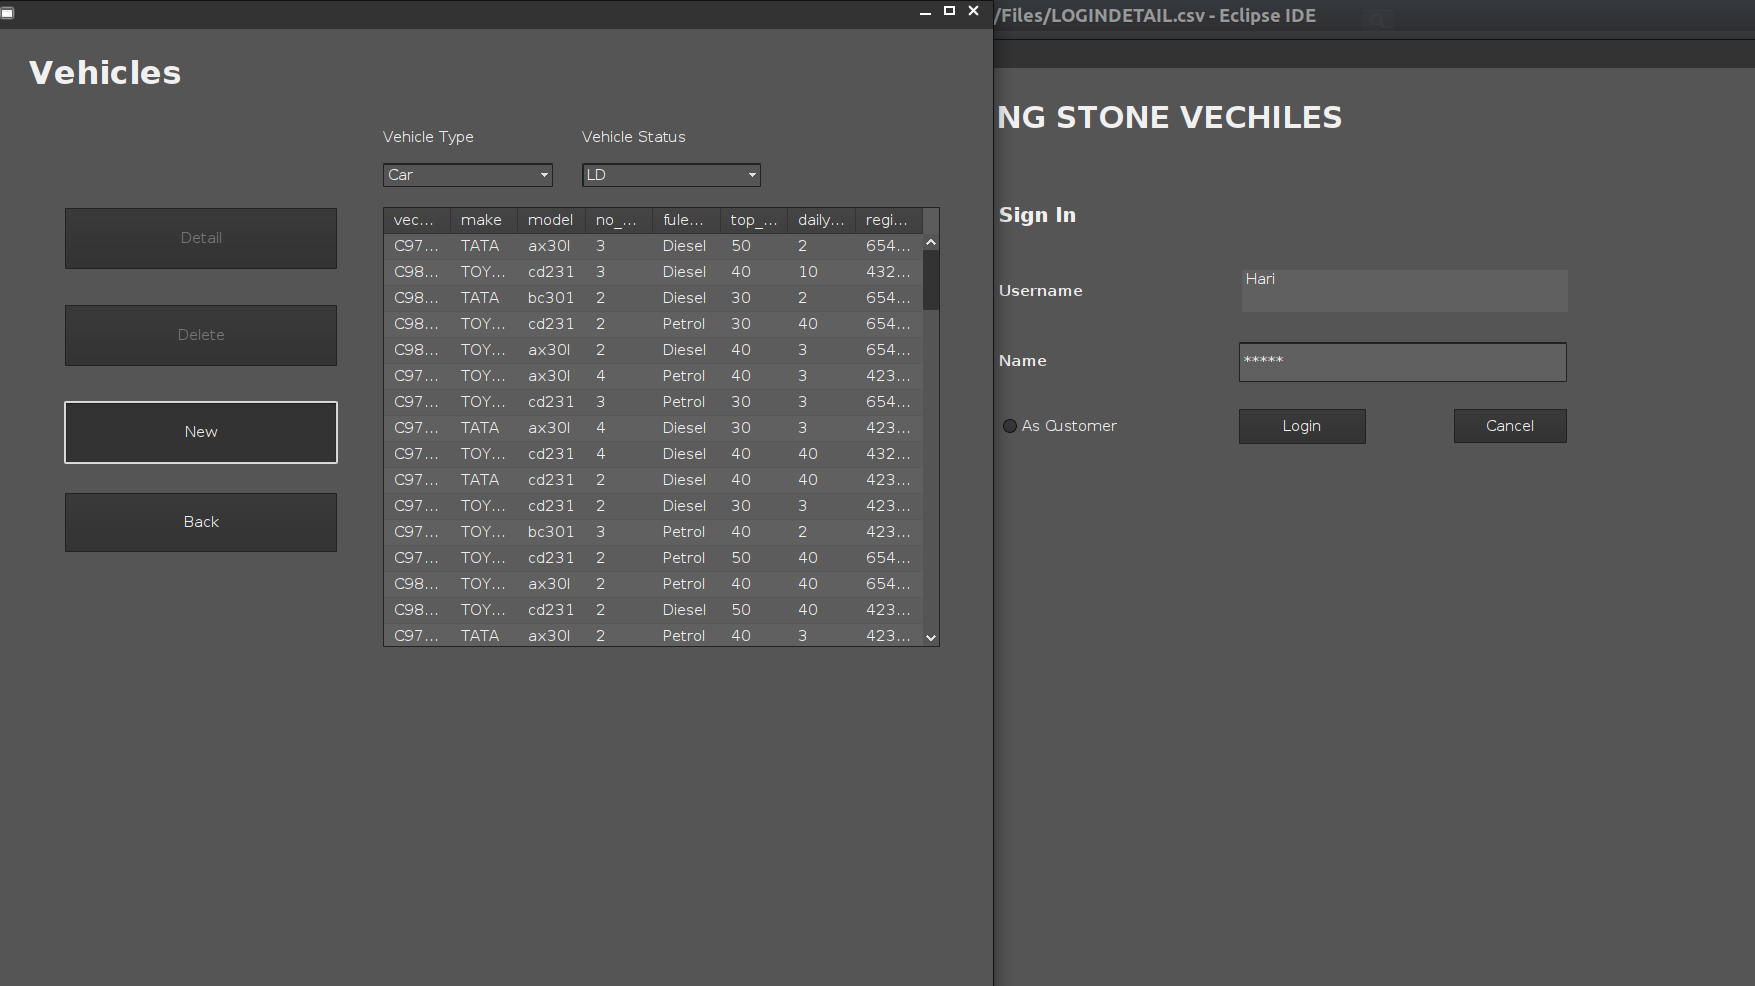 /Files/LOGINDETAIL.csv - Eclipse IDE
Vehicles
Vehicle Type Vehicle Status
Car LD
Detail
Delete
New
Back
vec... make model no_... fule... top_... daily... regi...
C97... TATA ax30l 3 Diesel 50 2 654...
C98... TOY... cd231 3 Diesel 40 10 432...
C98... TATA bc301 2 Diesel 30 2 654...
C98... TOY... cd231 2 Petrol 30 40 654...
C98... TOY... ax30l 2 Diesel 40 3 654...
C97... TOY... ax30l 4 Petrol 40 3 423...
C97... TOY... cd231 3 Petrol 30 3 654...
C97... TATA ax30l 4 Diesel 30 3 423...
C97... TOY... cd231 4 Diesel 40 40 432...
C97... TATA cd231 2 Diesel 40 40 423...
C97... TOY... cd231 2 Diesel 30 3 423...
C97... TOY... bc301 3 Petrol 40 2 423...
C97... TOY... cd231 2 Petrol 50 40 654...
C98... TOY... ax30l 2 Petrol 40 40 654...
C98... TOY... cd231 2 Diesel 50 40 423...
C97... TATA ax30l 2 Petrol 40 3 423...
NG STONE VECHILES
Sign In
Username Hari
Name *****
As Customer Login Cancel